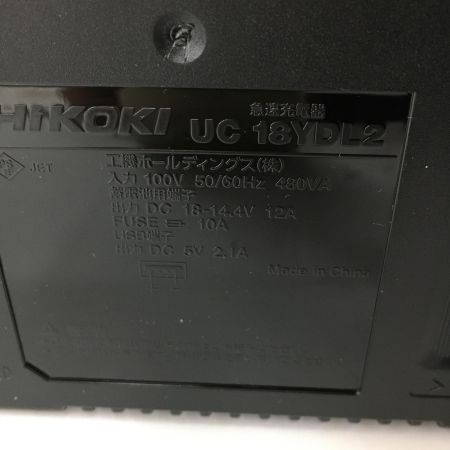 急速充電器
HiKOKI UC 18YDL2
PSE JET
工機ホールディングス(株)
入力 100V 50/60Hz 480VA
蓄電池用端子
出力 DC 18-14.4V 12A
FUSE 10A
USB端子
出力 DC 5V 2.1A
Made in China